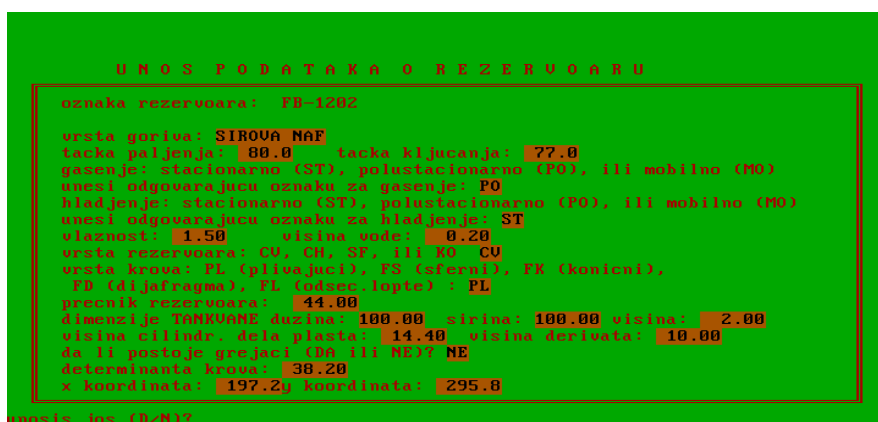 U N O S P O D A T A K A O R E Z E R V O A R U
oznaka rezervoara: FB-1202
vrsta goriva: SIROVA NAF
tacka paljenja: 80.0 tacka kljucanja: 77.0
gasenje: stacionarno (ST), polustacionarno (PO), ili mobilno (MO)
unesi odgovarajucu oznaku za gasenje: PO
hladjenje: stacionarno (ST), polustacionarno (PO), ili mobilno (MO)
unesi odgovarajucu oznaku za hladjenje: ST
vlaznost: 1.50 visina vode: 0.20
vrsta rezervoara: CV, CH, SF, ili KO CV
vrsta krova: PL (plivajuci), FS (sferni), FK (konicni),
FD (dijafragma), FL (odsec.lopte) : PL
precnik rezervoara: 44.00
dimenzije TANKVANE duzina: 100.00 sirina: 100.00 visina: 2.00
visina cilindr. dela plasta: 14.40 visina derivata: 10.00
da li postoje grejaci (DA ili NE)? NE
determinanta krova: 38.20
x koordinata: 197.2y koordinata: 295.8
unosis jos (D/N)?